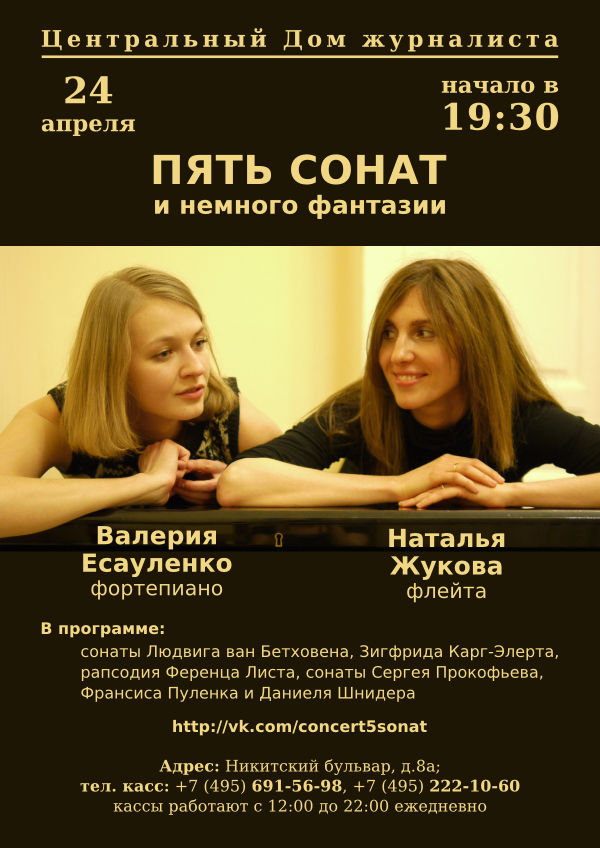 Центральный Дом журналиста
24
апреля
начало в
19:30
ПЯТЬ СОНАТ
и немного фантазии
Валерия
Есауленко
фортепиано
Наталья
Жукова
флейта
В программе:
сонаты Людвига ван Бетховена, Зигфрида Карг-Элерта,
рапсодия Ференца Листа, сонаты Сергея Прокофьева,
Франсиса Пуленка и Даниеля Шнидера
http://vk.com/concert5sonat
Адрес: Никитский бульвар, д.8а;
тел. касс: +7 (495) 691-56-98, +7 (495) 222-10-60
кассы работают с 12:00 до 22:00 ежедневно